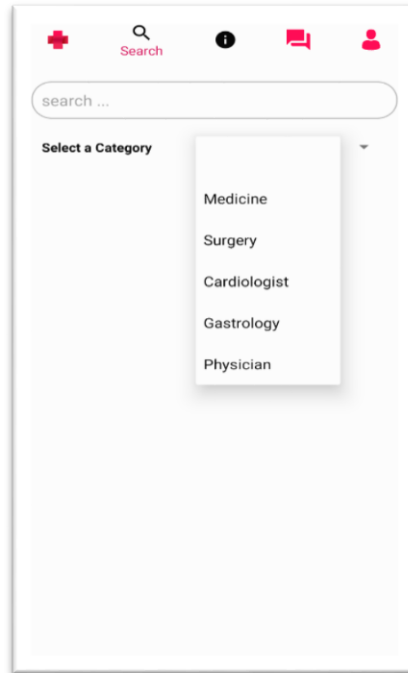 Search
search ...
Select a Category
Medicine
Surgery
Cardiologist
Gastrology
Physician